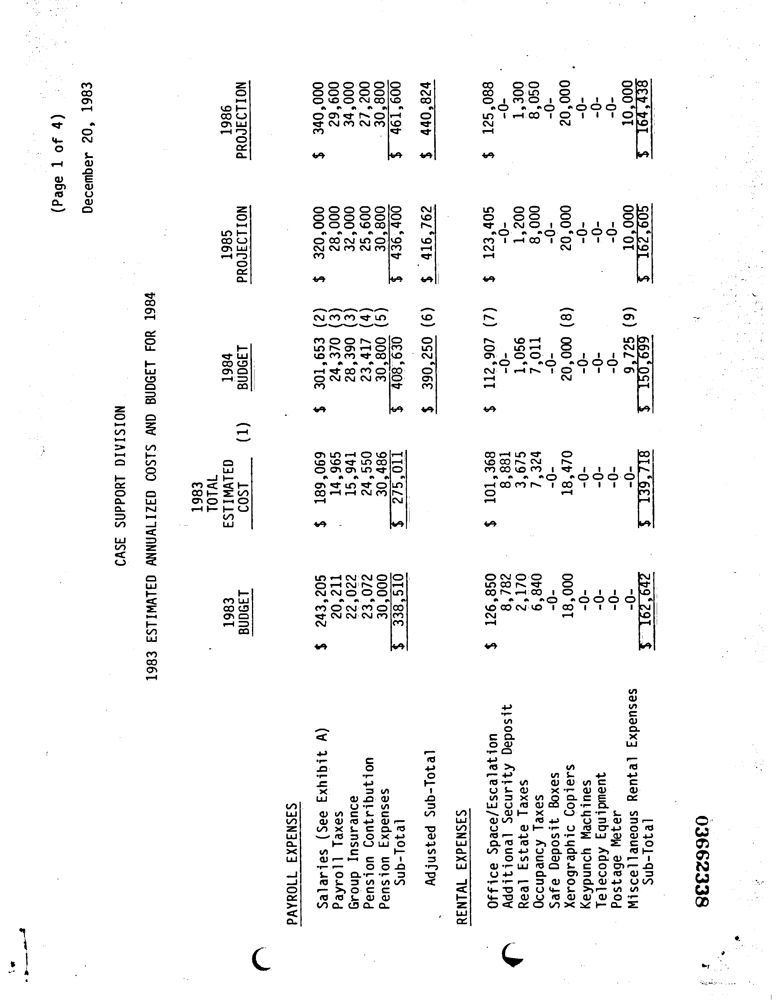 (Page 1 of 4)
December 20, 1983
CASE SUPPORT DIVISION
1983 ESTIMATED ANNUALIZED COSTS AND BUDGET FOR 1984
1983 BUDGET 1983 TOTAL ESTIMATED COST (1) 1984 BUDGET 1985 PROJECTION 1986 PROJECTION
PAYROLL EXPENSES
Salaries (See Exhibit A) $ 243,205 $ 189,069 $ 301,653 (2) $ 320,000 $ 340,000
Payroll Taxes 20,211 14,965 24,370 (3) 28,000 29,600
Group Insurance 22,022 15,941 28,390 (3) 32,000 34,000
Pension Contribution 23,072 24,550 23,417 (4) 25,600 27,200
Pension Expenses 30,000 30,486 30,800 (5) 30,800 30,800
Sub-Total $ 338,510 $ 275,011 $ 408,630 $ 436,400 $ 461,600
Adjusted Sub-Total $ 390,250 (6) $ 416,762 $ 440,824
RENTAL EXPENSES
Office Space/Escalation $ 126,850 $ 101,368 $ 112,907 (7) $ 123,405 $ 125,088
Additional Security Deposit 8,782 8,881 -0- -0- -0-
Real Estate Taxes 2,170 3,675 1,056 1,200 1,300
Occupancy Taxes 6,840 7,324 7,011 8,000 8,050
Safe Deposit Boxes -0- -0- -0- -0- -0-
Xerographic Copiers 18,000 18,470 20,000 (8) 20,000 20,000
Keypunch Machines -0- -0- -0- -0- -0-
Telecopy Equipment -0- -0- -0- -0- -0-
Postage Meter -0- -0- -0- -0- -0-
Miscellaneous Rental Expenses -0- -0- 9,725 (9) 10,000 10,000
Sub-Total $ 162,642 $ 139,718 $ 150,699 $ 162,605 $ 164,438
03662338